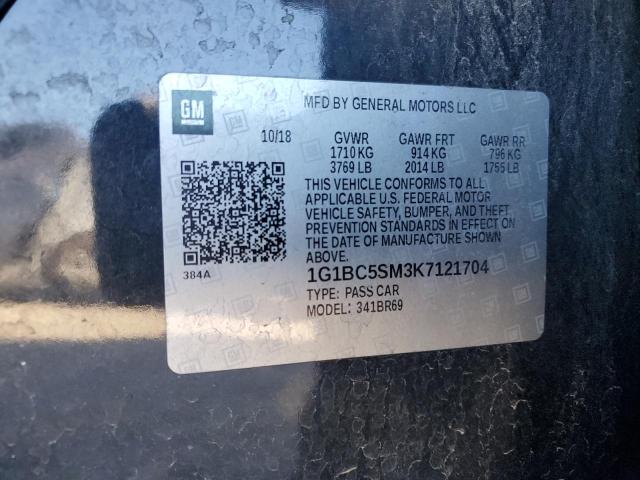 GM
MFD BY GENERAL MOTORS LLC
10/18 GVWR GAWR FRT GAWR RR
1710 KG 914 KG 796 KG
3769 LB 2014 LB 1755 LB
THIS VEHICLE CONFORMS TO ALL
APPLICABLE U.S. FEDERAL MOTOR
VEHICLE SAFETY, BUMPER, AND THEFT
PREVENTION STANDARDS IN EFFECT ON
THE DATE OF MANUFACTURE SHOWN
ABOVE.
384A
1G1BC5SM3K7121704
TYPE: PASS CAR
MODEL: 341BR69